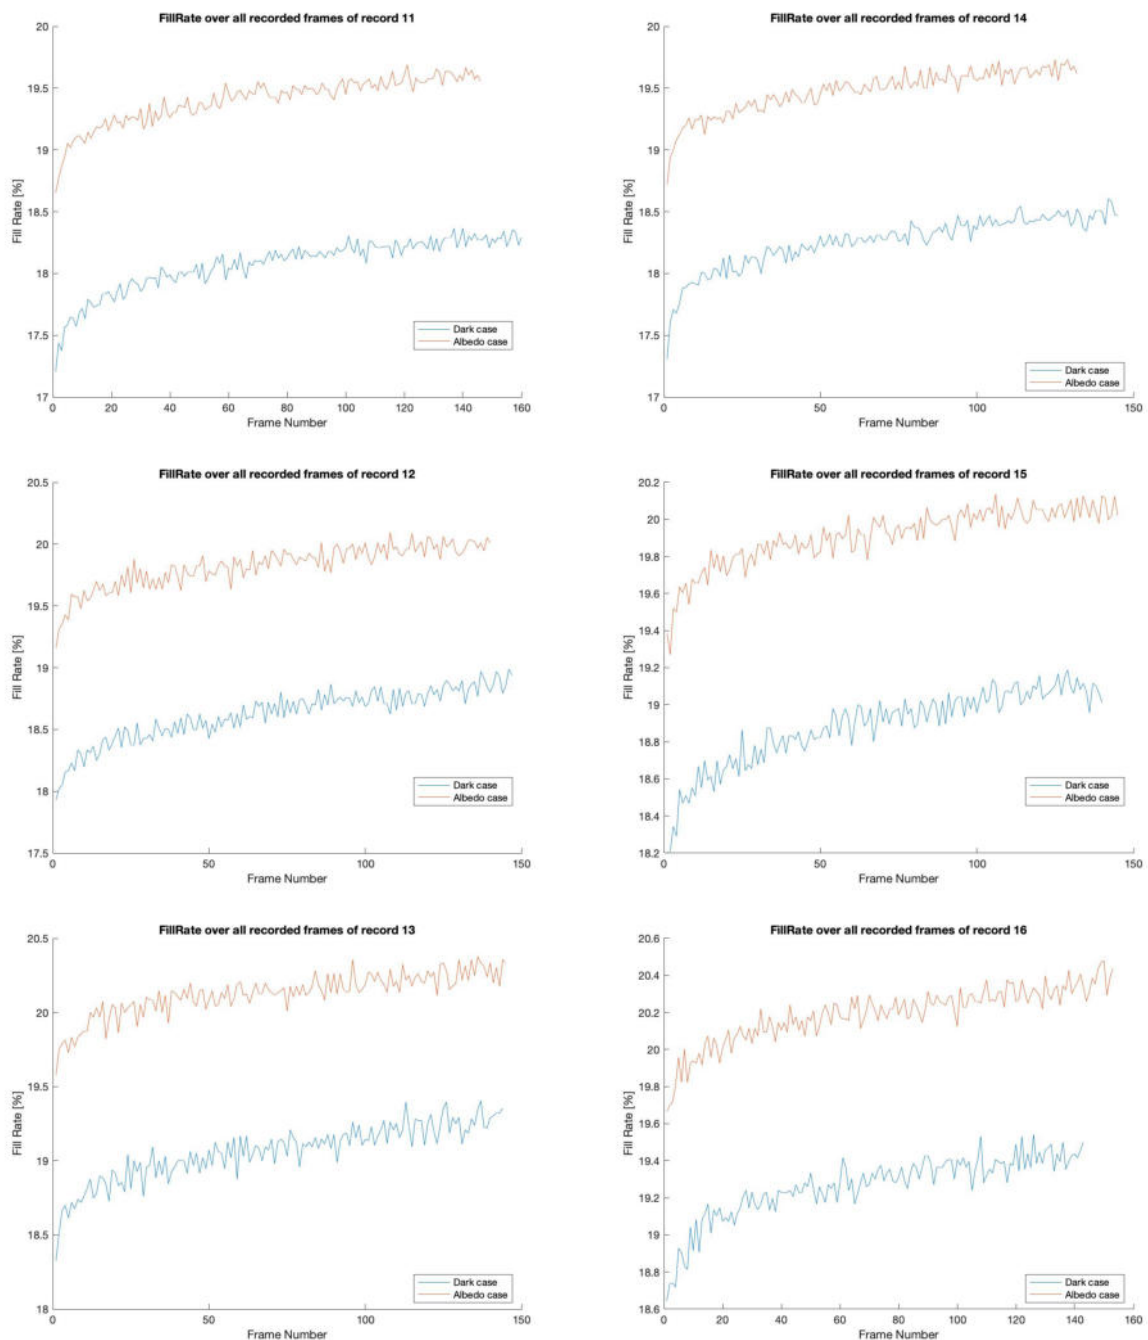 FillRate over all recorded frames of record 11
20
19.5
19
18.5
18
17.5
17
Fill Rate [%]
0 20 40 60 80 100 120 140 160
Frame Number
Dark case
Albedo case
FillRate over all recorded frames of record 14
20
19.5
19
18.5
18
17.5
17
Fill Rate [%]
0 50 100 150
Frame Number
Dark case
Albedo case
FillRate over all recorded frames of record 12
20.5
20
19.5
19
18.5
18
17.5
Fill Rate [%]
0 50 100 150
Frame Number
Dark case
Albedo case
FillRate over all recorded frames of record 15
20.2
20
19.8
19.6
19.4
19.2
19
18.8
18.6
18.4
18.2
Fill Rate [%]
0 50 100 150
Frame Number
Dark case
Albedo case
FillRate over all recorded frames of record 13
20.5
20
19.5
19
18.5
18
Fill Rate [%]
0 50 100 150
Frame Number
Dark case
Albedo case
FillRate over all recorded frames of record 16
20.6
20.4
20.2
20
19.8
19.6
19.4
19.2
19
18.8
18.6
Fill Rate [%]
0 20 40 60 80 100 120 140 160
Frame Number
Dark case
Albedo case